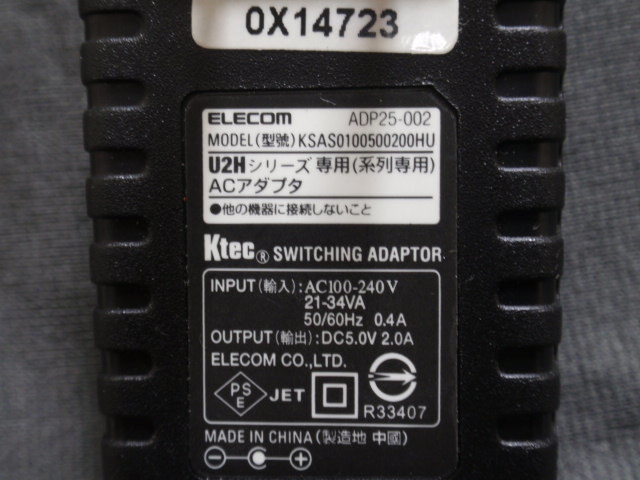 0X14723
ELECOM ADP25-002
MODEL(型號)KSAS0100500200HU
U2Hシリーズ専用(系列専用)
ACアダプタ
●他の機器に接続しないこと
Ktec® SWITCHING ADAPTOR
INPUT(輸入):AC100-240V
21-34VA
50/60Hz 0.4A
OUTPUT(輸出):DC5.0V 2.0A
ELECOM CO.,LTD.
PS
E
JET
R33407
MADE IN CHINA(製造地 中國)